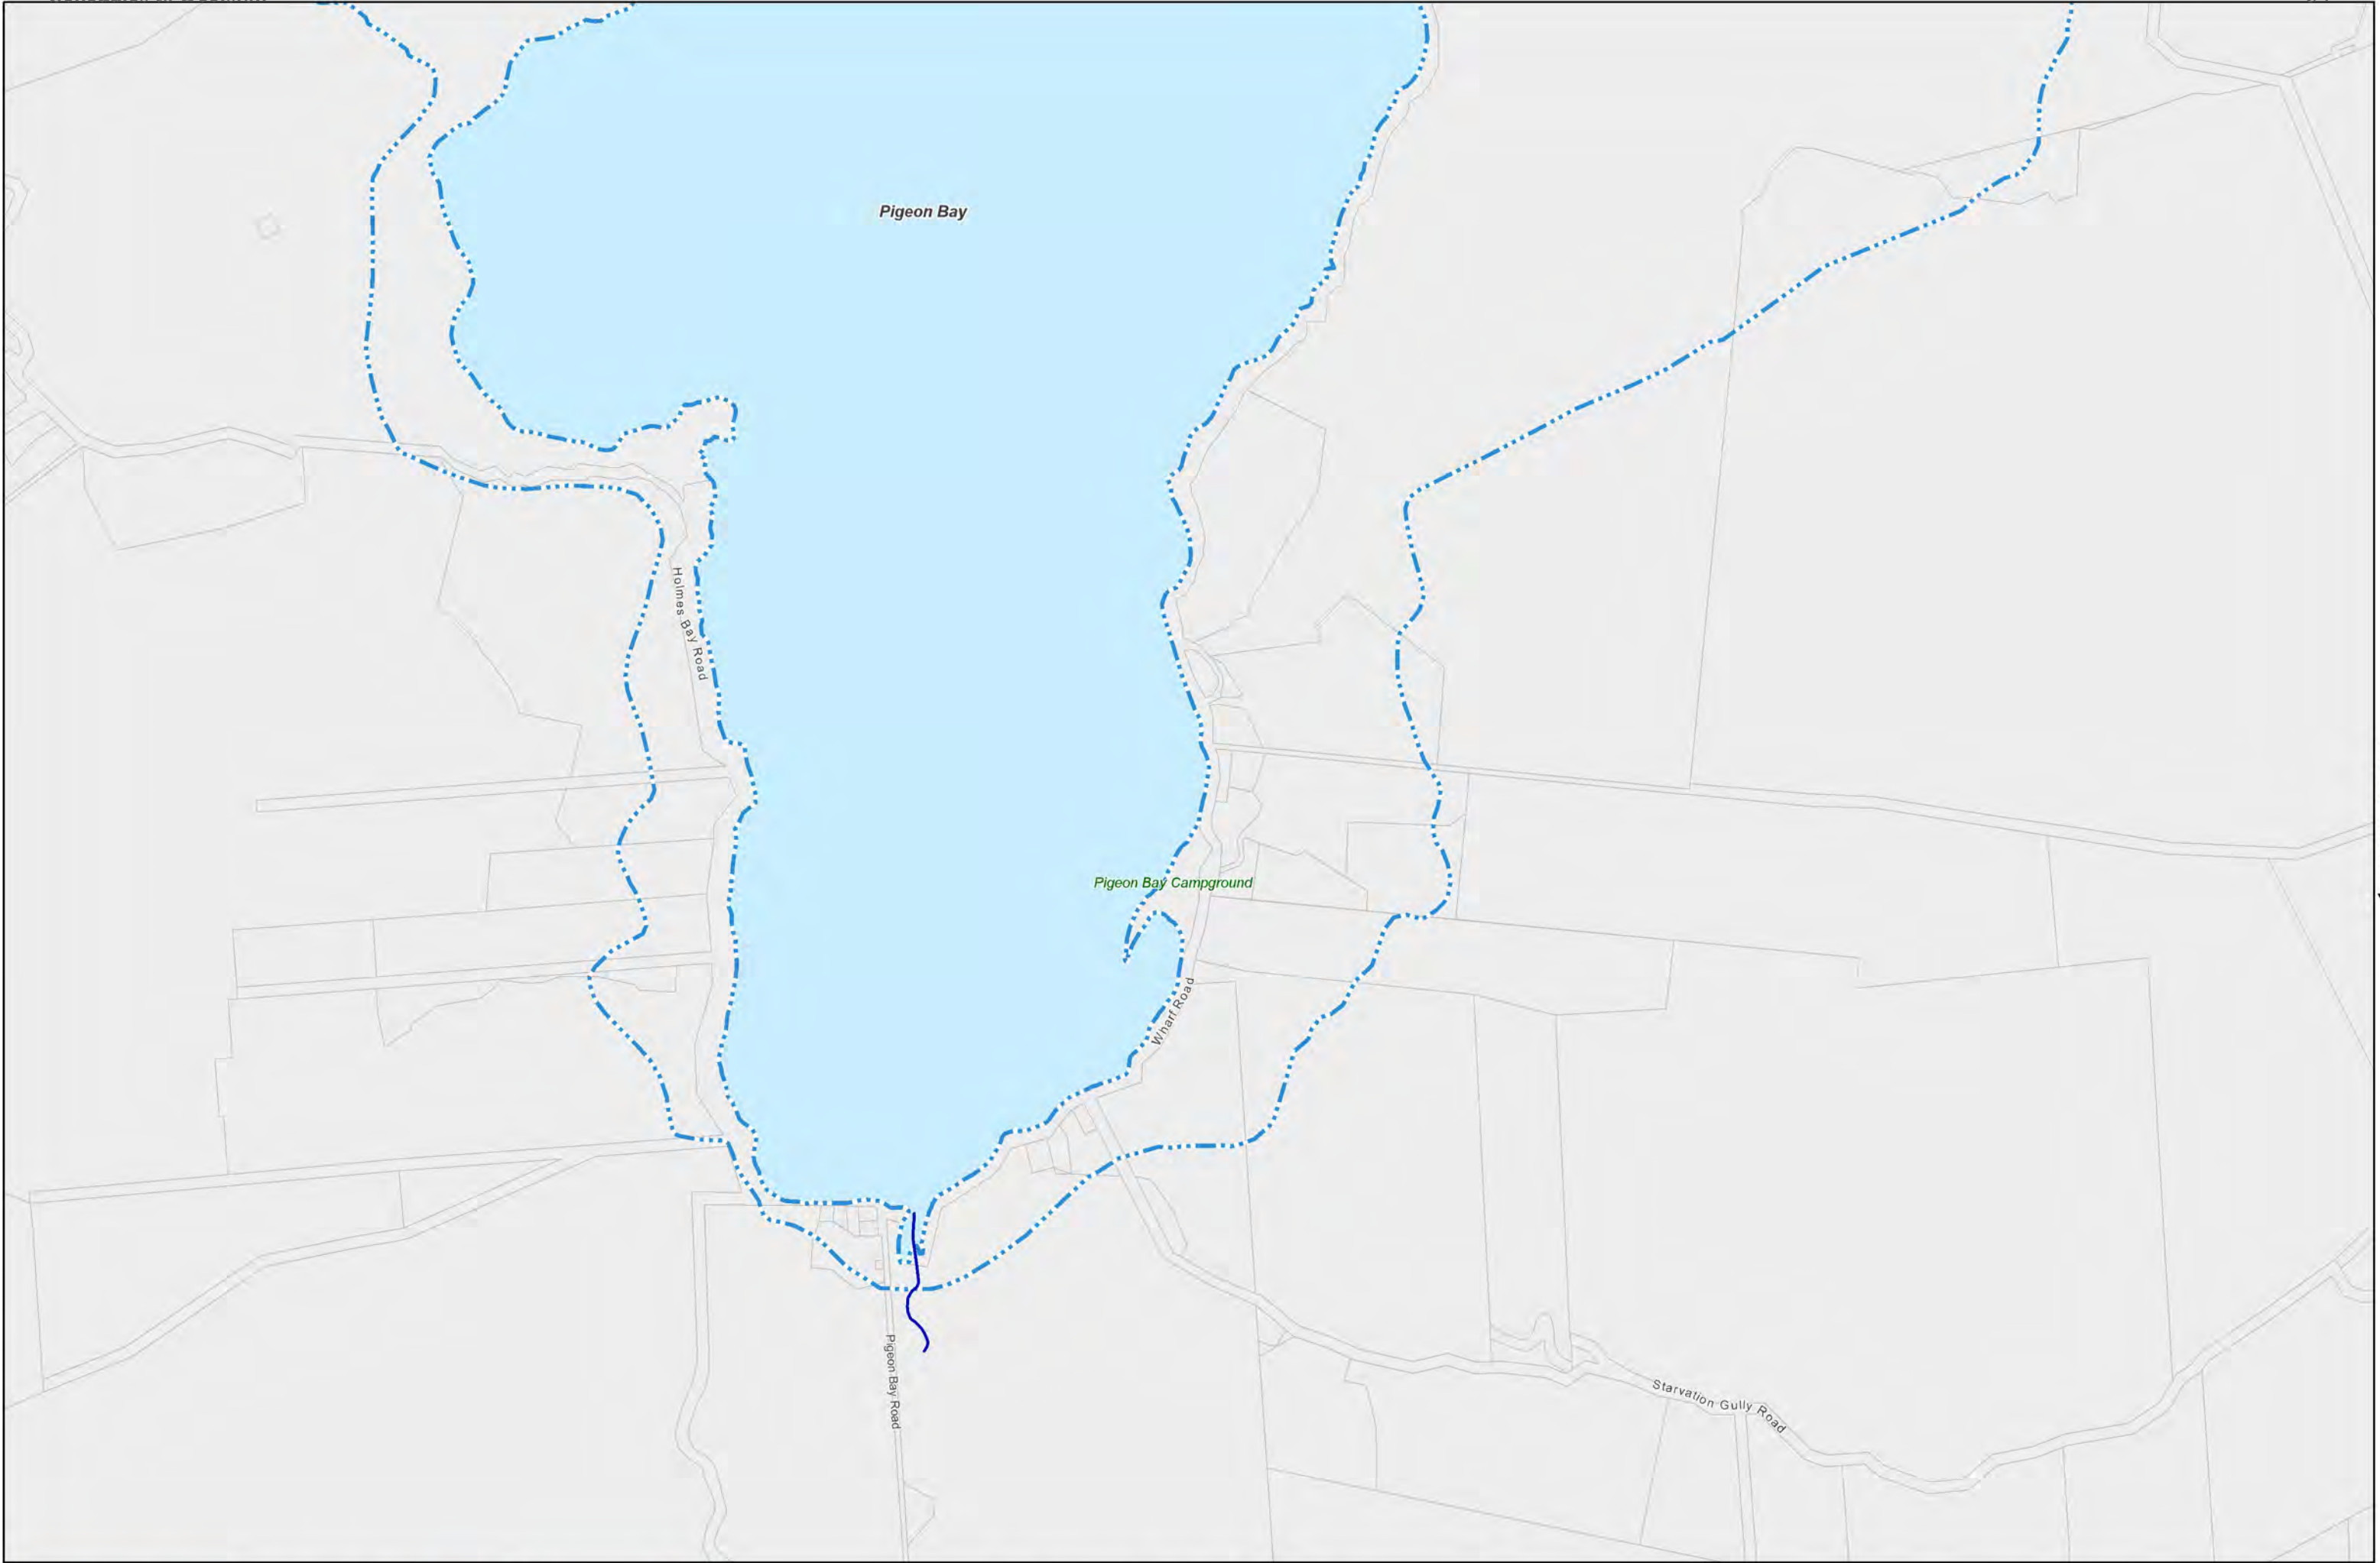 Pigeon Bay
Holmes Bay Road
Pigeon Bay Campground
Wharf Road
Pigeon Bay Road
Starvation Gully Road